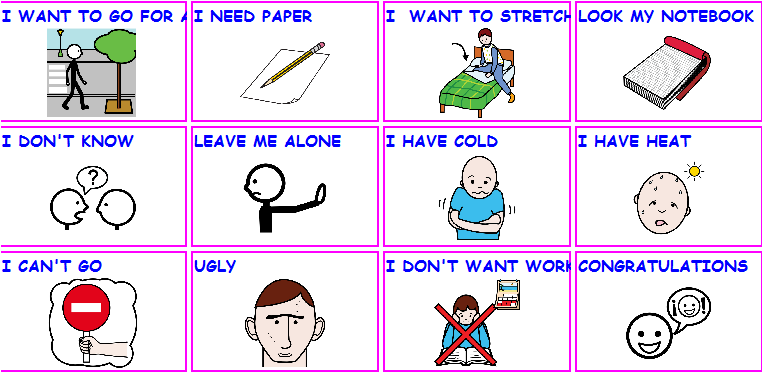 I WANT TO GO FOR A
I NEED PAPER
I WANT TO STRETCH
LOOK MY NOTEBOOK
?
I DON'T KNOW
LEAVE ME ALONE
I HAVE COLD
I HAVE HEAT
I CAN'T GO
UGLY
I DON'T WANT WORK
CONGRATULATIONS
¡ !